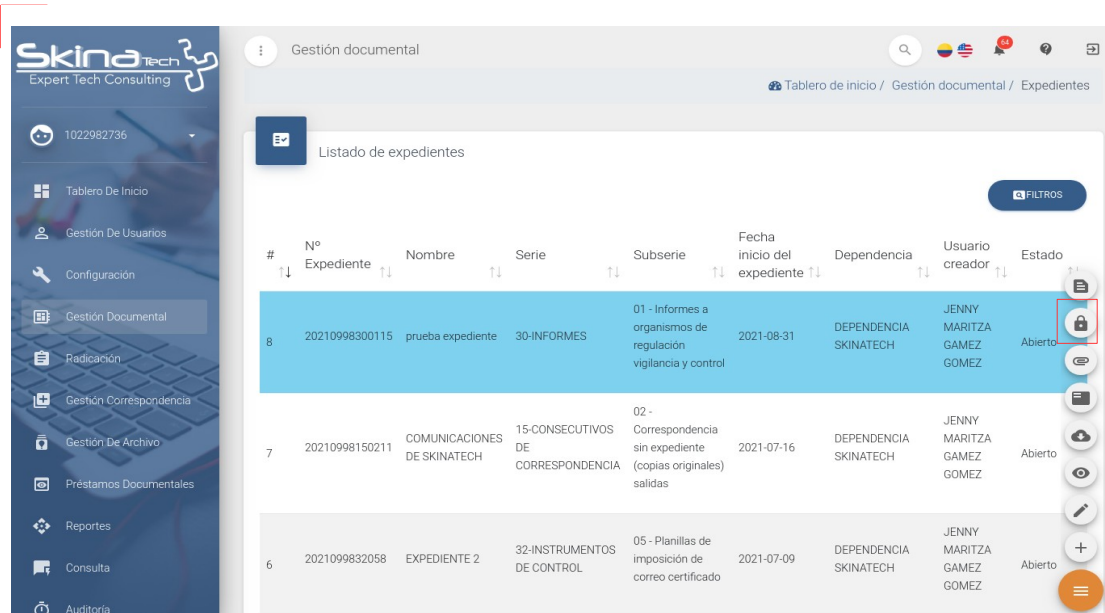 Skina Tech
Expert Tech Consulting
1022982736
Tablero De Inicio
Gestión De Usuarios
Configuración
Gestión Documental
Radicación
Gestión Correspondencia
Gestión De Archivo
Préstamos Documentales
Reportes
Consulta
Auditoría
Gestión documental
64
Tablero de inicio / Gestión documental / Expedientes
Listado de expedientes
FILTROS
#
Nº
Expediente
Nombre
Serie
Subserie
Fecha
inicio del
expediente
Dependencia
Usuario
creador
Estado
8
20210998300115
prueba expediente
30-INFORMES
01 - Informes a
organismos de
regulación
vigilancia y control
2021-08-31
DEPENDENCIA
SKINATECH
JENNY
MARITZA
GAMEZ
GOMEZ
Abierto
7
20210998150211
COMUNICACIONES
DE SKINATECH
15-CONSECUTIVOS
DE
CORRESPONDENCIA
02 -
Correspondencia
sin expediente
(copias originales)
salidas
2021-07-16
DEPENDENCIA
SKINATECH
JENNY
MARITZA
GAMEZ
GOMEZ
Abierto
6
2021099832058
EXPEDIENTE 2
32-INSTRUMENTOS
DE CONTROL
05 - Planillas de
imposición de
correo certificado
2021-07-09
DEPENDENCIA
SKINATECH
JENNY
MARITZA
GAMEZ
GOMEZ
Abierto